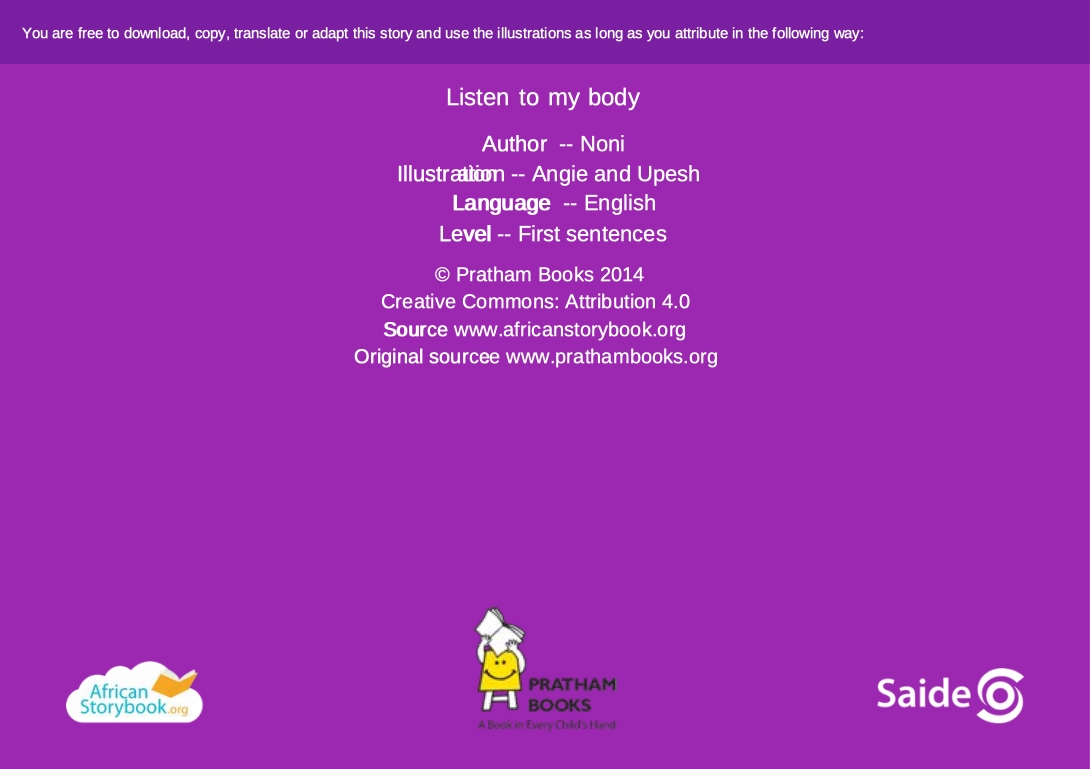 You are free to download, copy, translate or adapt this story and use the illustrations as long as you attribute in the following way:
Listen to my body
Author -- Noni
Illustration -- Angie and Upesh
Language -- English
Level -- First sentences
© Pratham Books 2014
Creative Commons: Attribution 4.0
Source www.africanstorybook.org
Original sourcee www.prathambooks.org
African
Storybook.org
PRATHAM
BOOKS
A Book in Every Child's Hand
Saide